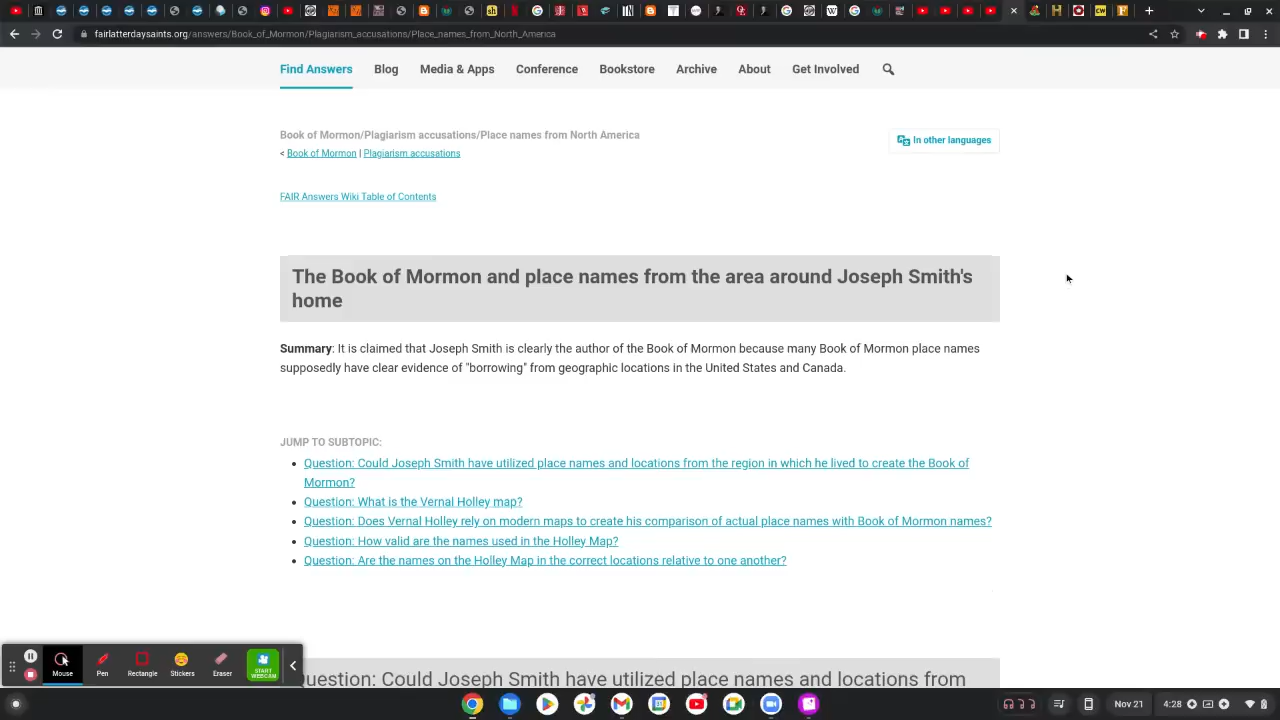 fairlatterdaysaints.org/answers/Book_of_Mormon/Plagiarism_accusations/Place_names_from_North_America
Find Answers Blog Media & Apps Conference Bookstore Archive About Get Involved
Book of Mormon/Plagiarism accusations/Place names from North America
< Book of Mormon | Plagiarism accusations
In other languages
FAIR Answers Wiki Table of Contents
The Book of Mormon and place names from the area around Joseph Smith's
home
Summary: It is claimed that Joseph Smith is clearly the author of the Book of Mormon because many Book of Mormon place names
supposedly have clear evidence of "borrowing" from geographic locations in the United States and Canada.
JUMP TO SUBTOPIC:
Question: Could Joseph Smith have utilized place names and locations from the region in which he lived to create the Book of
Mormon?
Question: What is the Vernal Holley map?
Question: Does Vernal Holley rely on modern maps to create his comparison of actual place names with Book of Mormon names?
Question: How valid are the names used in the Holley Map?
Question: Are the names on the Holley Map in the correct locations relative to one another?
Question: Could Joseph Smith have utilized place names and locations from
Mouse Pen Rectangle Stickers Eraser START
WEBCAM
Nov 21 4:28